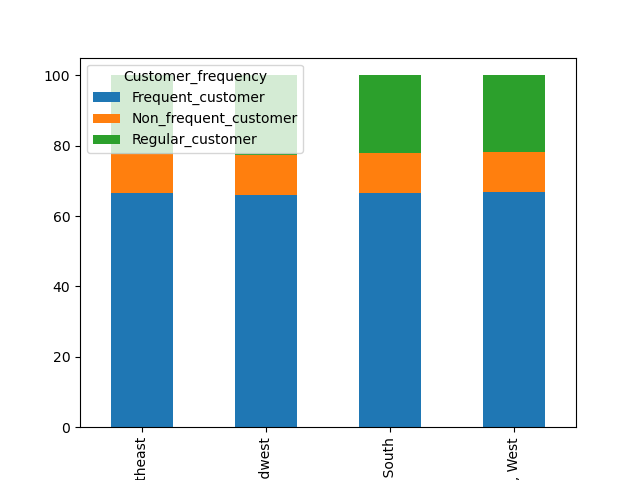 100
80
60
40
20
0
Customer_frequency
Frequent_customer
Non_frequent_customer
Regular_customer
theast
dwest
South
, West